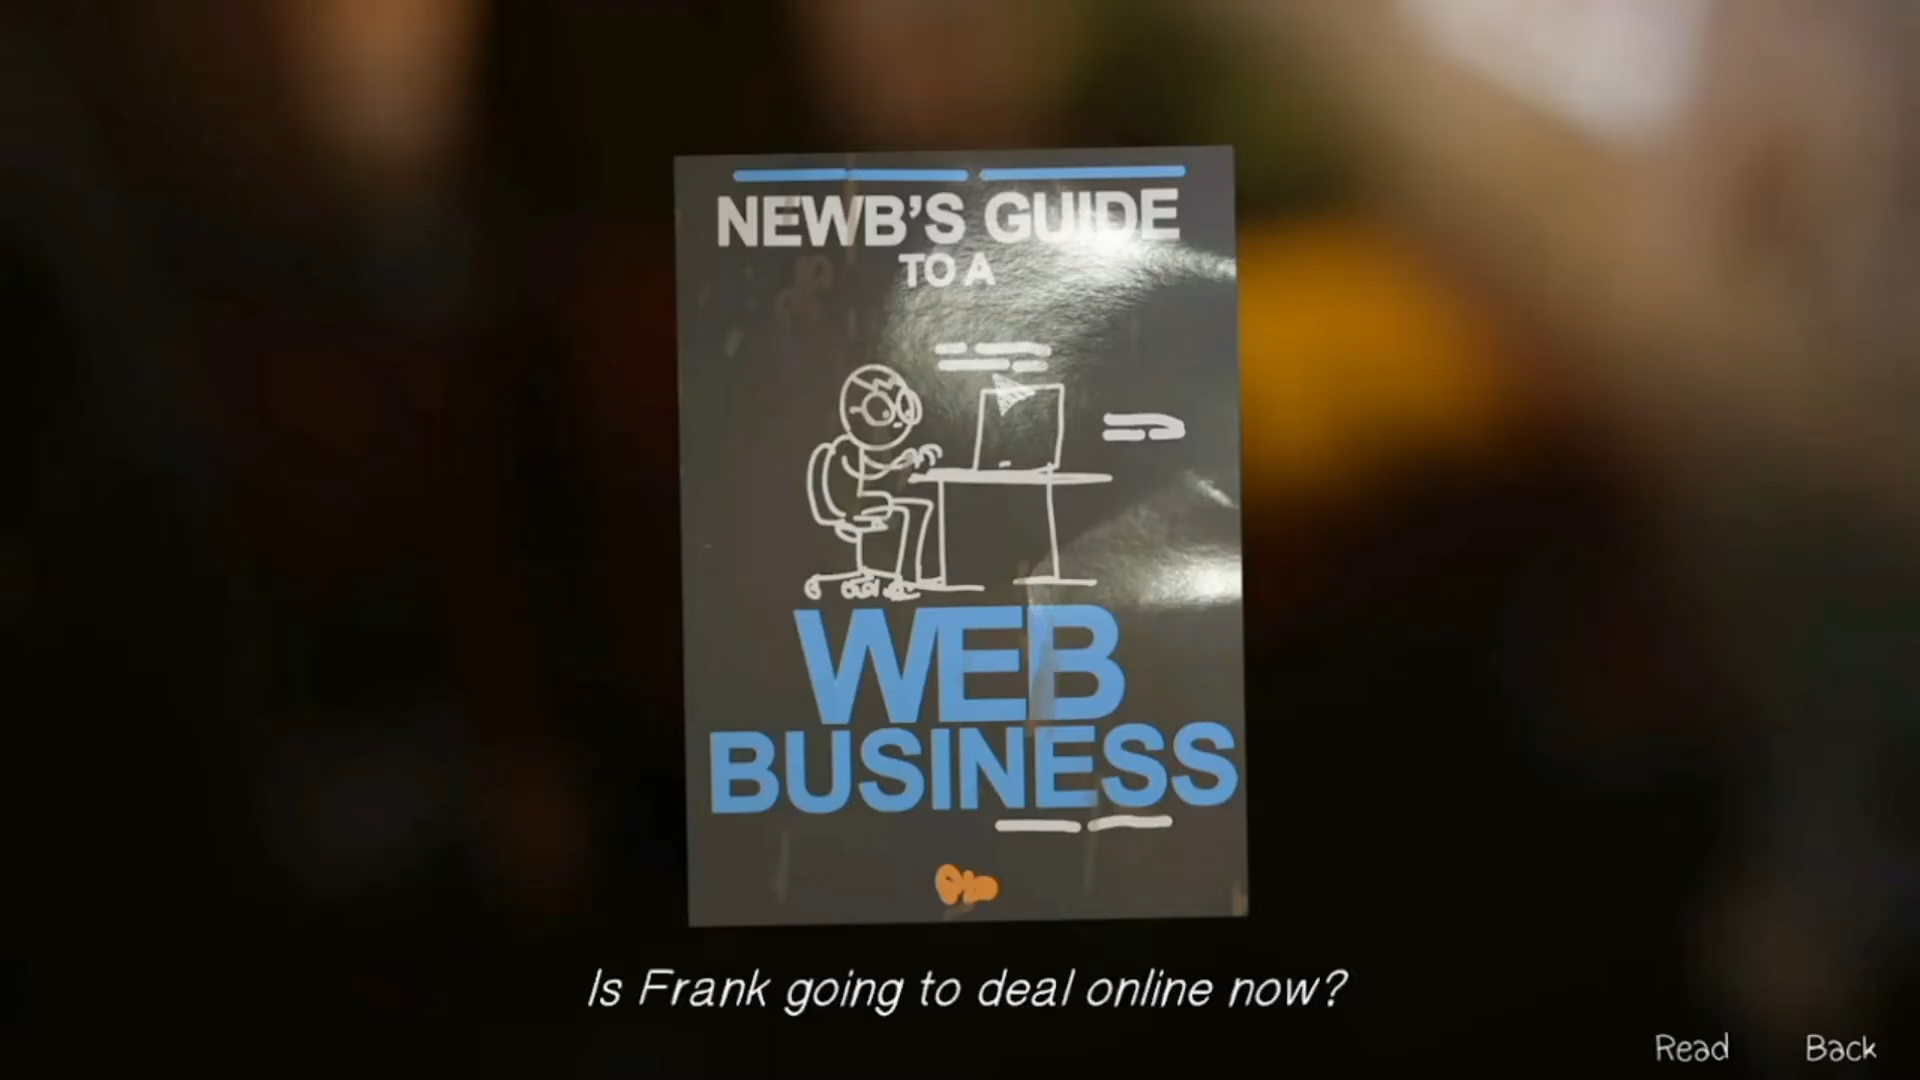 NEWB'S GUIDE
TO A
WEB
BUSINESS
Is Frank going to deal online now?
Read Back